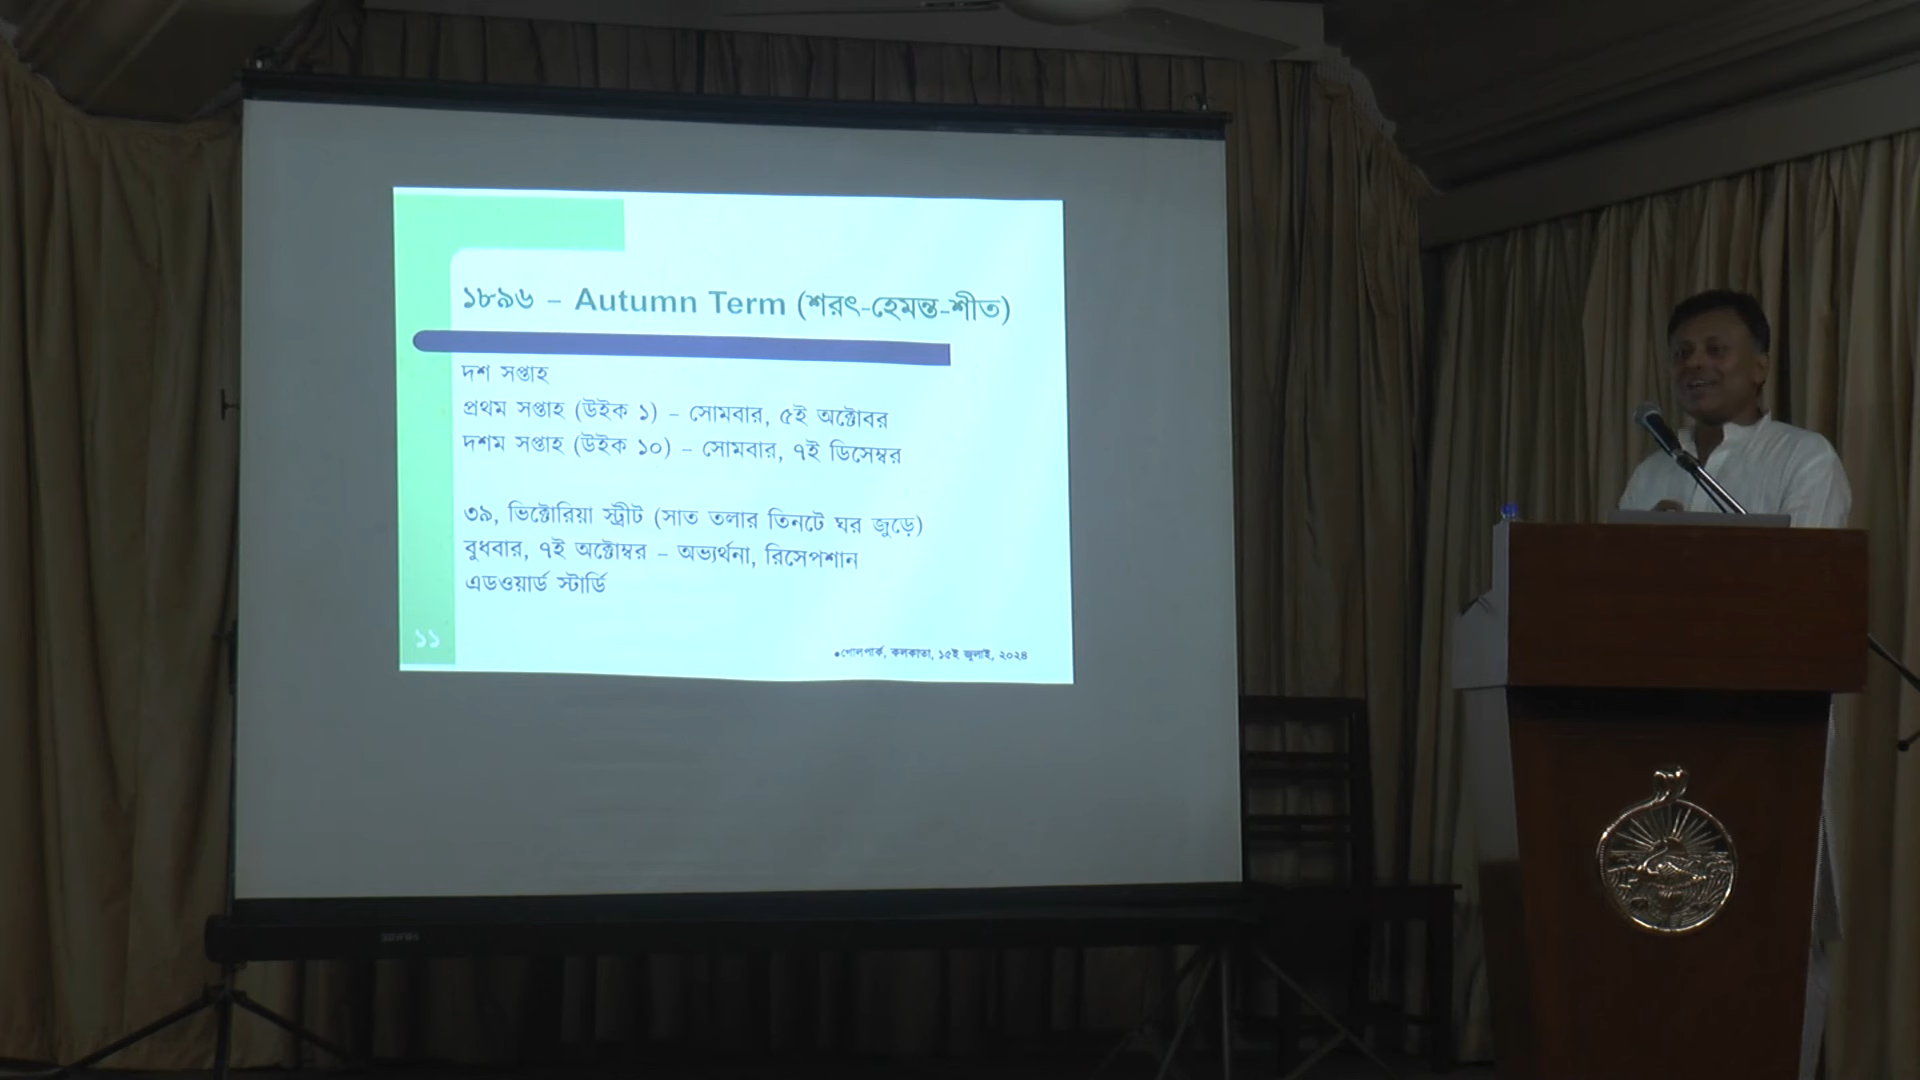 ১৮৯৬ – Autumn Term (শরৎ-হেমন্ত-শীত)
দশ সপ্তাহ
প্রথম সপ্তাহ (উইক ১) – সোমবার, ৫ই অক্টোবর
দশম সপ্তাহ (উইক ১০) – সোমবার, ৭ই ডিসেম্বর
৩৯, ভিক্টোরিয়া স্ট্রীট (সাত তলার তিনটে ঘর জুড়ে)
বুধবার, ৭ই অক্টোম্বর – অভ্যর্থনা, রিসেপশান
এডওয়ার্ড স্টার্ডি
১১
•গোলপার্ক, কলকাতা, ১৫ই জুলাই, ২০২৪